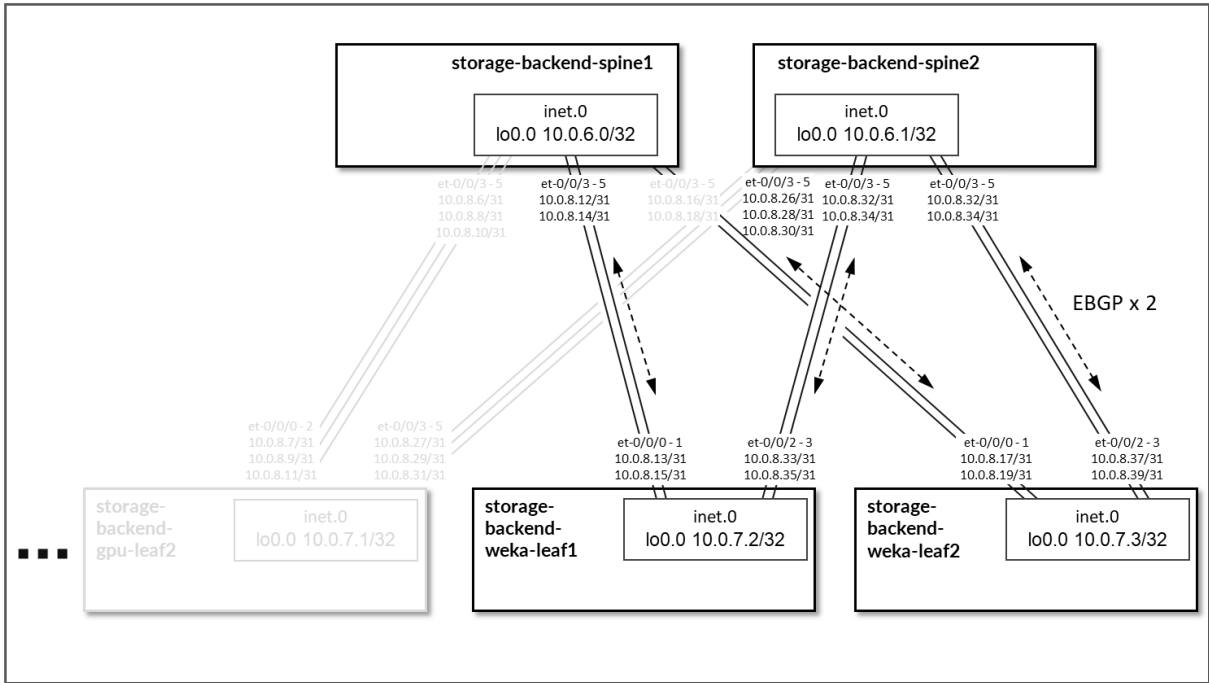 storage-backend-spine1
inet.0
lo0.0 10.0.6.0/32
storage-backend-spine2
inet.0
lo0.0 10.0.6.1/32
et-0/0/3 - 5
10.0.8.6/31
10.0.8.8/31
10.0.8.10/31
et-0/0/3 - 5
10.0.8.12/31
10.0.8.14/31
et-0/0/3 - 5
10.0.8.16/31
10.0.8.18/31
et-0/0/3 - 5
10.0.8.26/31
10.0.8.28/31
10.0.8.30/31
et-0/0/3 - 5
10.0.8.32/31
10.0.8.34/31
et-0/0/3 - 5
10.0.8.32/31
10.0.8.34/31
EBGP x 2
et-0/0/0 - 2
10.0.8.7/31
10.0.8.9/31
10.0.8.11/31
et-0/0/3 - 5
10.0.8.27/31
10.0.8.29/31
10.0.8.31/31
et-0/0/0 - 1
10.0.8.13/31
10.0.8.15/31
et-0/0/2 - 3
10.0.8.33/31
10.0.8.35/31
et-0/0/0 - 1
10.0.8.17/31
10.0.8.19/31
et-0/0/2 - 3
10.0.8.37/31
10.0.8.39/31
storage-
backend-
gpu-leaf2
inet.0
lo0.0 10.0.7.1/32
storage-
backend-
weka-leaf1
inet.0
lo0.0 10.0.7.2/32
storage-
backend-
weka-leaf2
inet.0
lo0.0 10.0.7.3/32